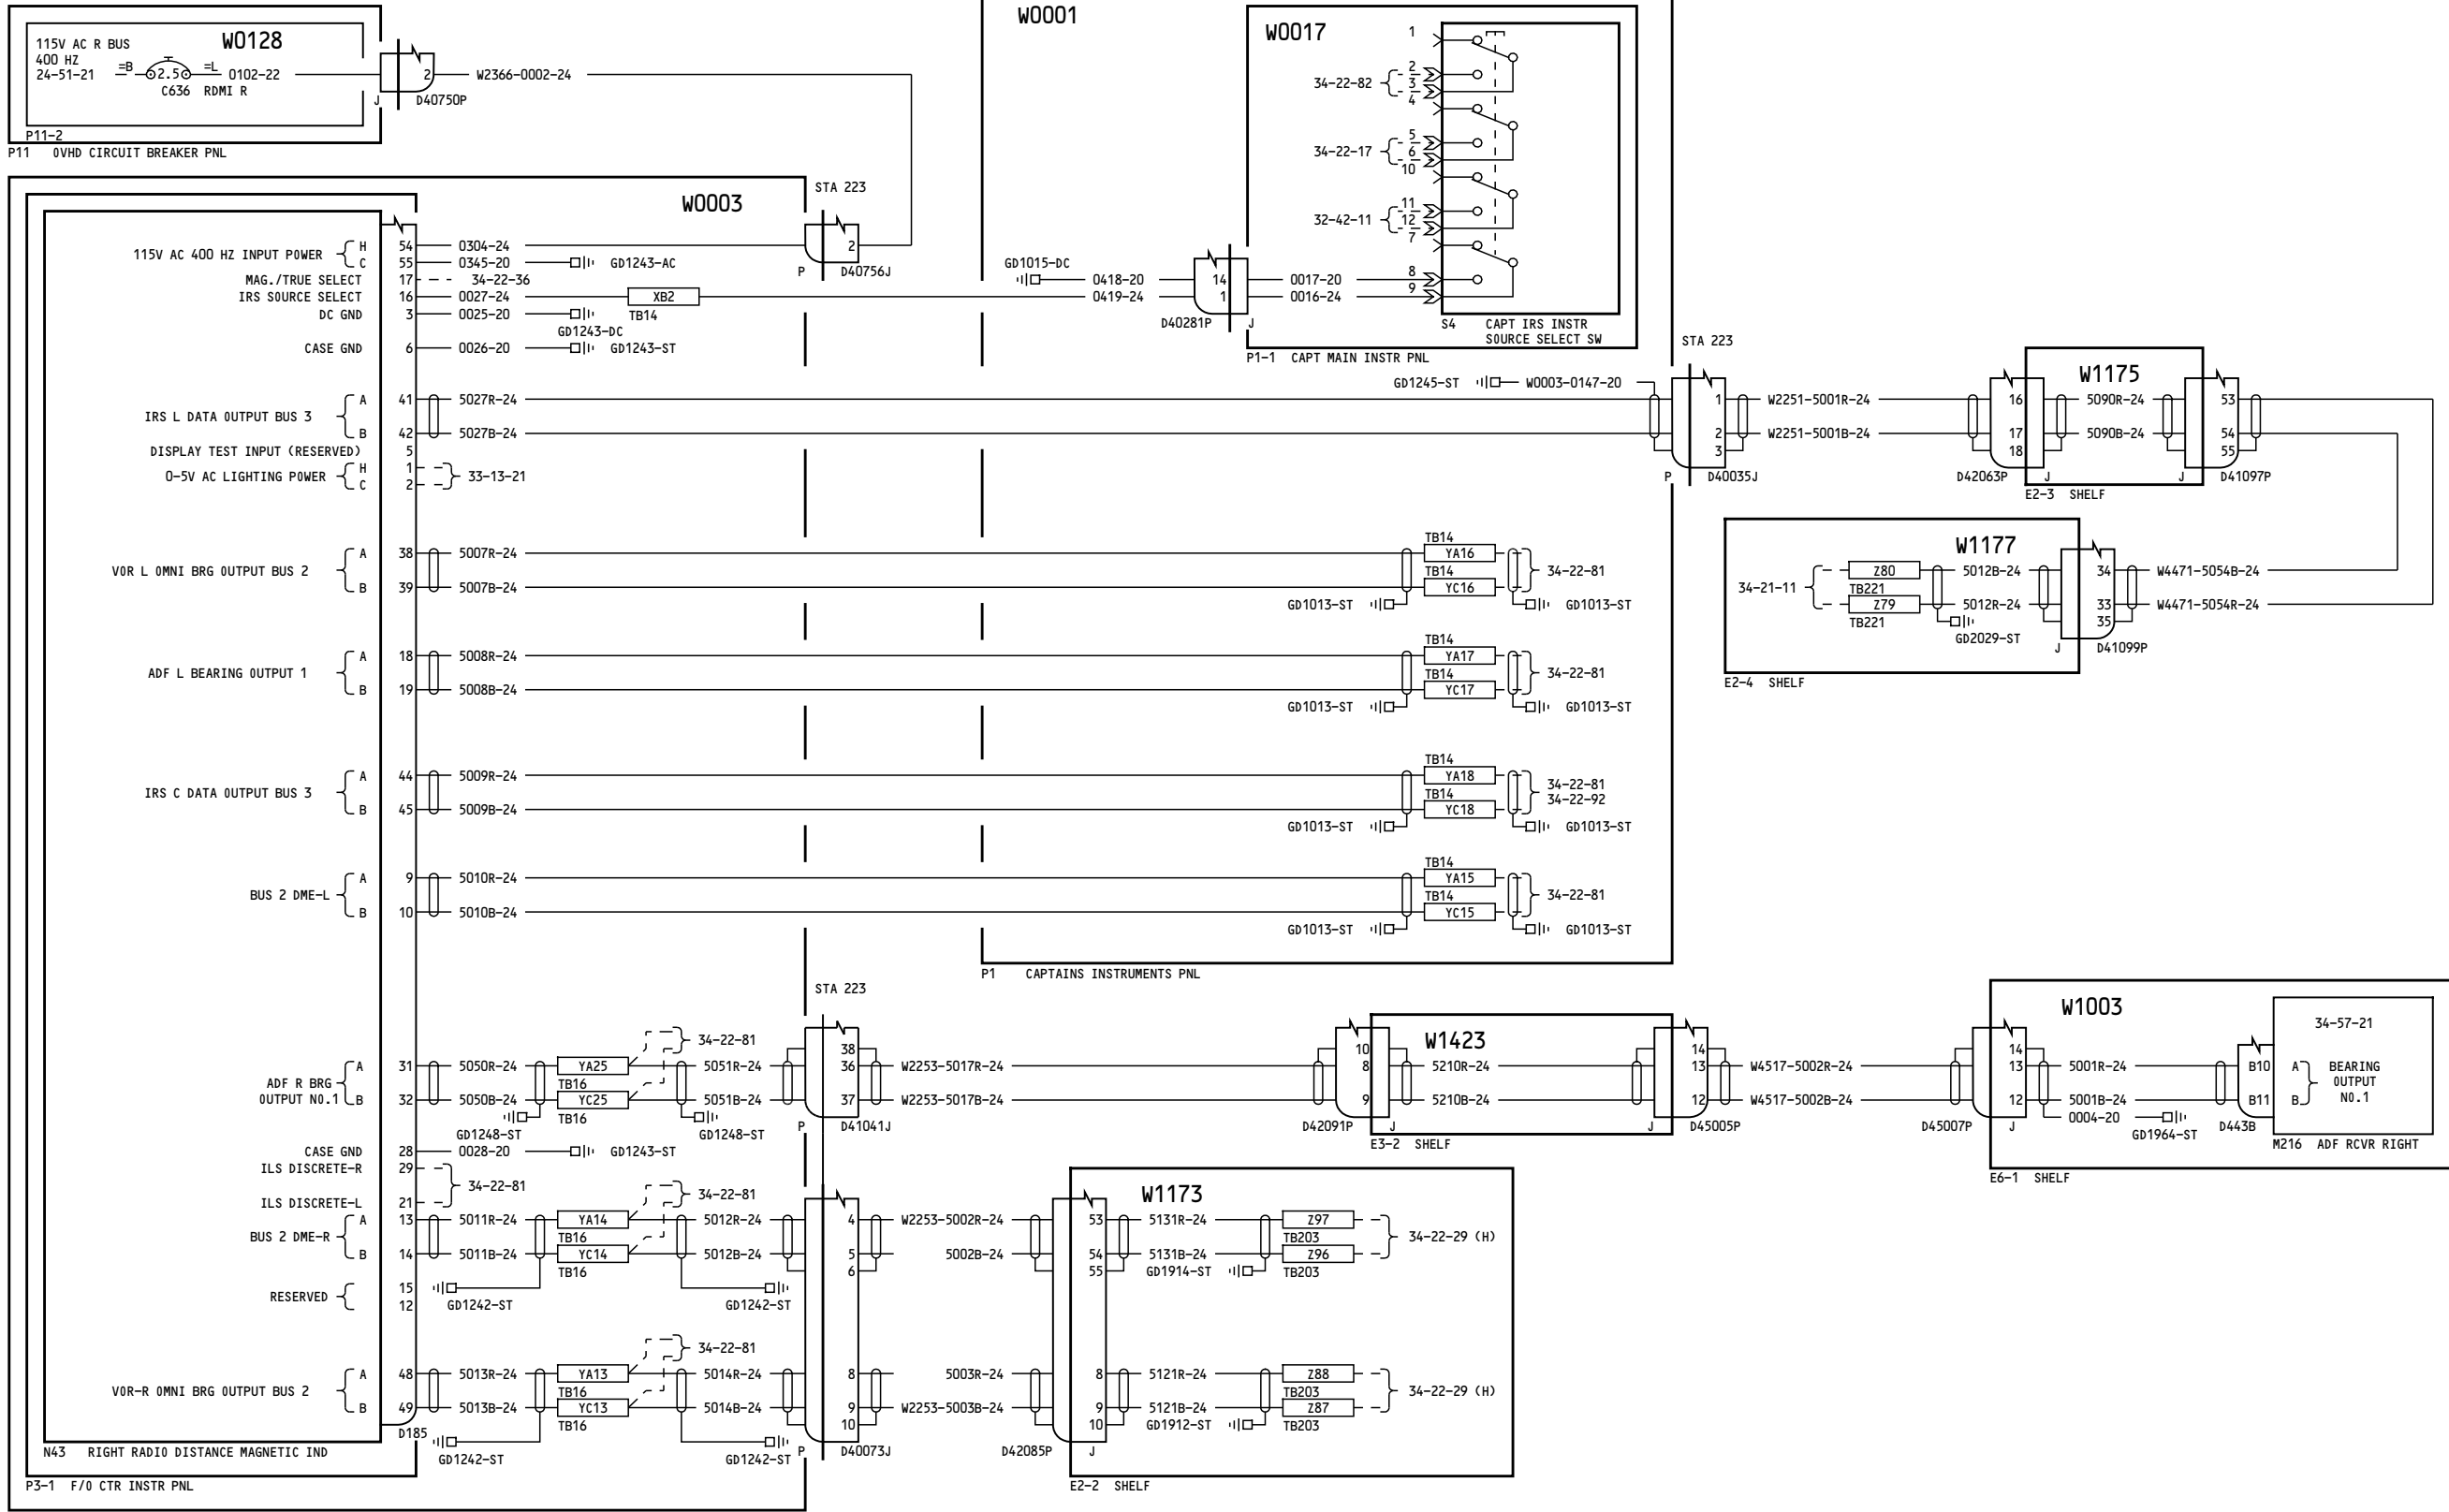 115V AC R BUS
400 HZ
24-51-21
=B
2.5
=L
0102-22
C636 RDMI R
W0128
P11-2
P11 OVHD CIRCUIT BREAKER PNL
J
2
D40750P
W2366-0002-24
W0001
W0017
1
2
3
4
34-22-82
5
6
10
34-22-17
11
12
7
32-42-11
8
9
S4 CAPT IRS INSTR
SOURCE SELECT SW
P1-1 CAPT MAIN INSTR PNL
GD1015-DC
0418-20
14
0017-20
0419-24
1
0016-24
D40281P
J
W0003
STA 223
2
P
D40756J
115V AC 400 HZ INPUT POWER
H
54
0304-24
C
55
0345-20
GD1243-AC
MAG./TRUE SELECT
17
34-22-36
IRS SOURCE SELECT
16
0027-24
XB2
TB14
DC GND
3
0025-20
GD1243-DC
CASE GND
6
0026-20
GD1243-ST
IRS L DATA OUTPUT BUS 3
A
41
5027R-24
B
42
5027B-24
DISPLAY TEST INPUT (RESERVED)
5
0-5V AC LIGHTING POWER
H
1
C
2
33-13-21
GD1245-ST
W0003-0147-20
STA 223
1
2
3
P
D40035J
W2251-5001R-24
W2251-5001B-24
16
17
18
D42063P
J
W1175
5090R-24
5090B-24
E2-3 SHELF
J
53
54
55
D41097P
W1177
34-21-11
Z80
TB221
Z79
TB221
5012B-24
5012R-24
GD2029-ST
34
33
35
J
D41099P
W4471-5054B-24
W4471-5054R-24
E2-4 SHELF
VOR L OMNI BRG OUTPUT BUS 2
A
38
5007R-24
B
39
5007B-24
TB14
YA16
TB14
YC16
34-22-81
GD1013-ST
GD1013-ST
ADF L BEARING OUTPUT 1
A
18
5008R-24
B
19
5008B-24
TB14
YA17
TB14
YC17
34-22-81
GD1013-ST
GD1013-ST
IRS C DATA OUTPUT BUS 3
A
44
5009R-24
B
45
5009B-24
TB14
YA18
TB14
YC18
34-22-81
34-22-92
GD1013-ST
GD1013-ST
BUS 2 DME-L
A
9
5010R-24
B
10
5010B-24
TB14
YA15
TB14
YC15
34-22-81
GD1013-ST
GD1013-ST
P1 CAPTAINS INSTRUMENTS PNL
ADF R BRG
OUTPUT NO.1
A
31
5050R-24
B
32
5050B-24
YA25
TB16
YC25
TB16
34-22-81
5051R-24
5051B-24
GD1248-ST
GD1248-ST
STA 223
38
36
37
P
D41041J
W2253-5017R-24
W2253-5017B-24
10
8
9
D42091P
J
W1423
5210R-24
5210B-24
E3-2 SHELF
J
14
13
12
D45005P
W4517-5002R-24
W4517-5002B-24
14
13
12
D45007P
J
W1003
5001R-24
5001B-24
0004-20
GD1964-ST
B10
B11
D443B
34-57-21
A
B
BEARING
OUTPUT
NO.1
M216 ADF RCVR RIGHT
E6-1 SHELF
CASE GND
28
0028-20
GD1243-ST
ILS DISCRETE-R
29
ILS DISCRETE-L
21
34-22-81
BUS 2 DME-R
A
13
5011R-24
B
14
5011B-24
YA14
TB16
YC14
TB16
34-22-81
5012R-24
5012B-24
GD1242-ST
GD1242-ST
RESERVED
15
12
4
5
6
W2253-5002R-24
5002B-24
53
54
55
W1173
5131R-24
5131B-24
GD1914-ST
Z97
TB203
Z96
TB203
34-22-29 (H)
VOR-R OMNI BRG OUTPUT BUS 2
A
48
5013R-24
B
49
5013B-24
D185
YA13
TB16
YC13
TB16
34-22-81
5014R-24
5014B-24
GD1242-ST
GD1242-ST
8
9
10
P
D40073J
5003R-24
W2253-5003B-24
8
9
10
D42085P
J
5121R-24
5121B-24
GD1912-ST
Z88
TB203
Z87
TB203
34-22-29 (H)
E2-2 SHELF
N43 RIGHT RADIO DISTANCE MAGNETIC IND
P3-1 F/O CTR INSTR PNL